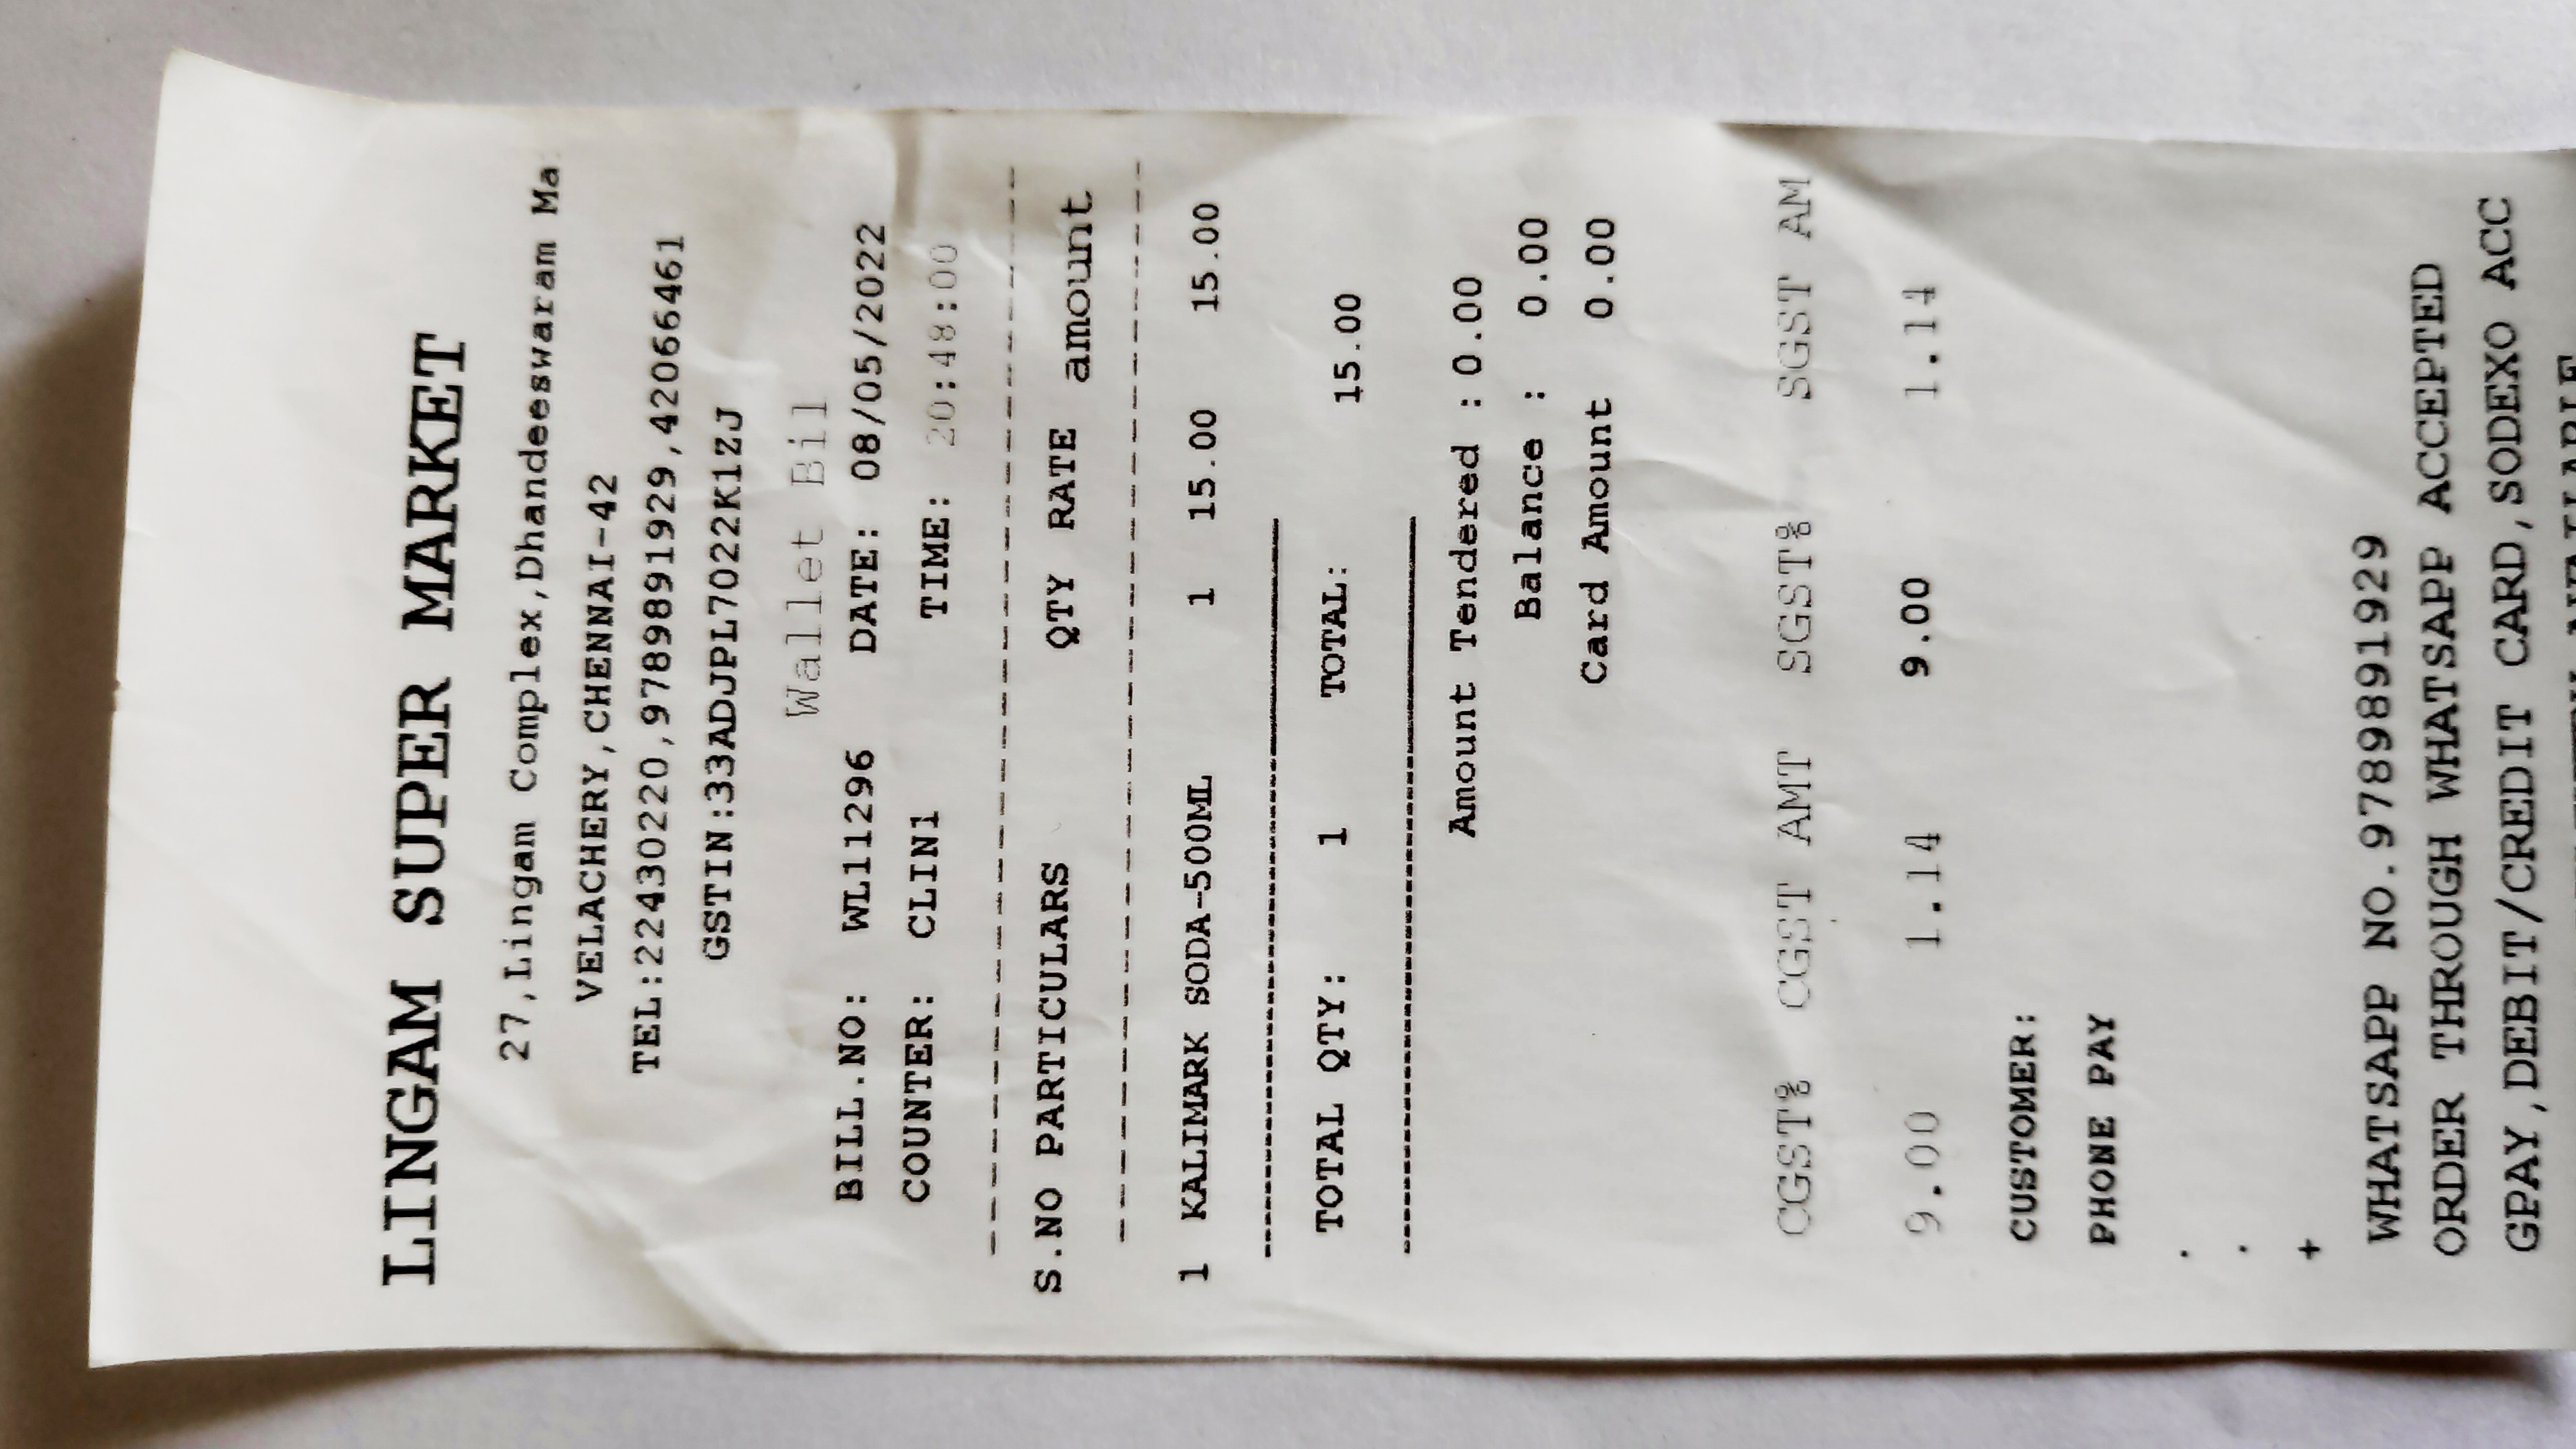 LINGAM SUPER MARKET
27,Lingam Complex,Dhandeeswaram Ma
VELACHERY,CHENNAI-42
TEL:22430220,9789891929,42066461
GSTIN:33ADJPL7022K1ZJ
Wallet Bil
BILL.NO: WL11296 DATE: 08/05/2022
COUNTER: CLIN1 TIME: 20:48:00
S.NO PARTICULARS QTY RATE amount
1 KALIMARK SODA-500ML 1 15.00 15.00
TOTAL QTY: 1 TOTAL: 15.00
Amount Tendered : 0.00
Balance : 0.00
Card Amount 0.00
CGST% CGST AMT SGST% SGST AM
9.00 1.14 9.00 1.14
CUSTOMER:
PHONE PAY
.
.
+
WHATSAPP NO.9789891929
ORDER THROUGH WHATSAPP ACCEPTED
GPAY,DEBIT/CREDIT CARD,SODEXO ACC
AVAILABLE